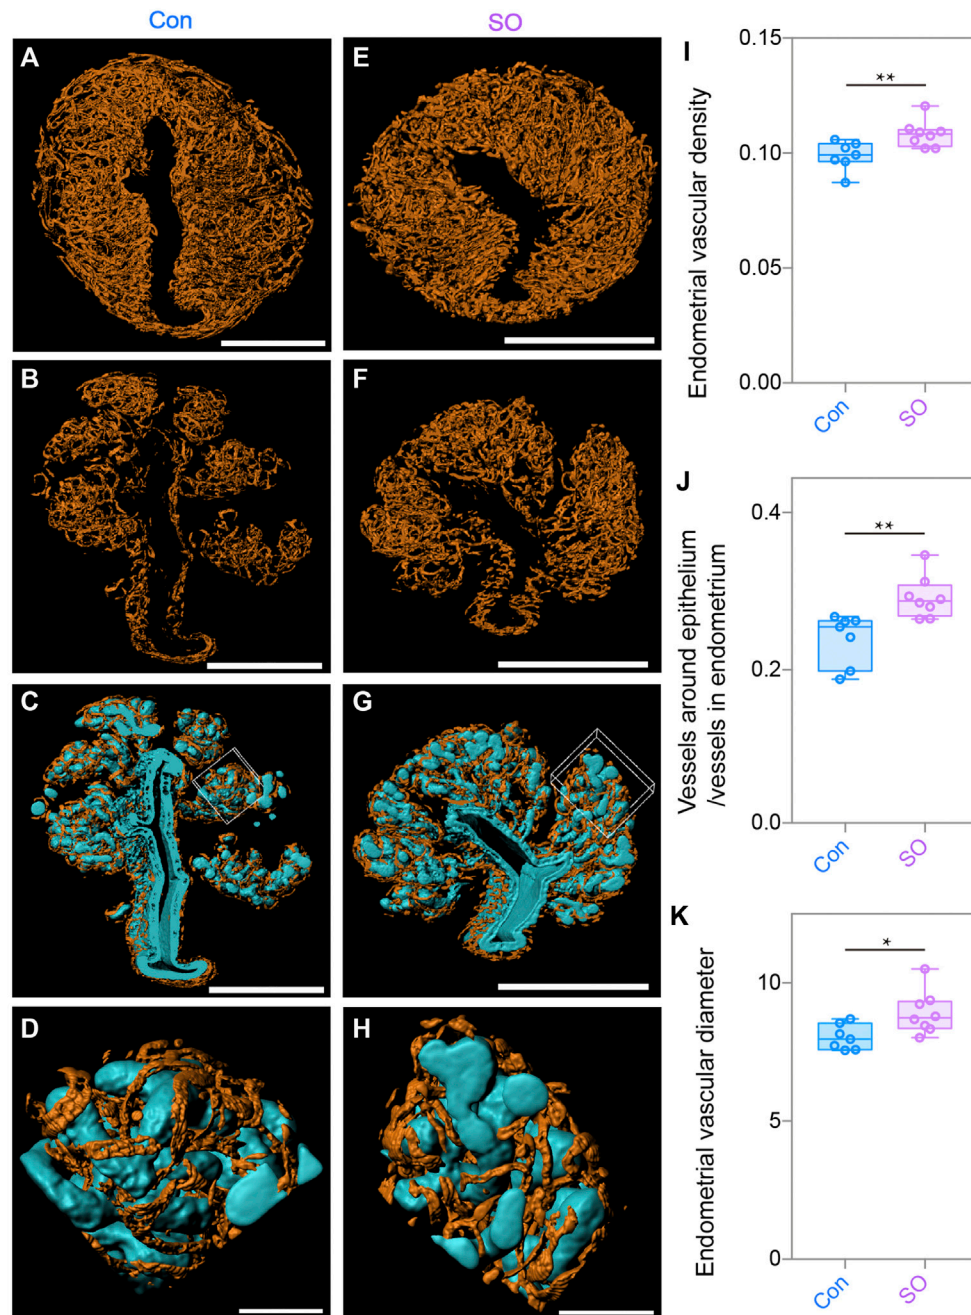 Con
SO
A
E
B
F
C
G
D
H
I
Endometrial vascular density
0.15
0.10
0.05
0.00
**
Con
SO
J
Vessels around epithelium
/vessels in endometrium
0.4
0.2
0.0
**
Con
SO
K
Endometrial vascular diameter
10
5
0
*
Con
SO